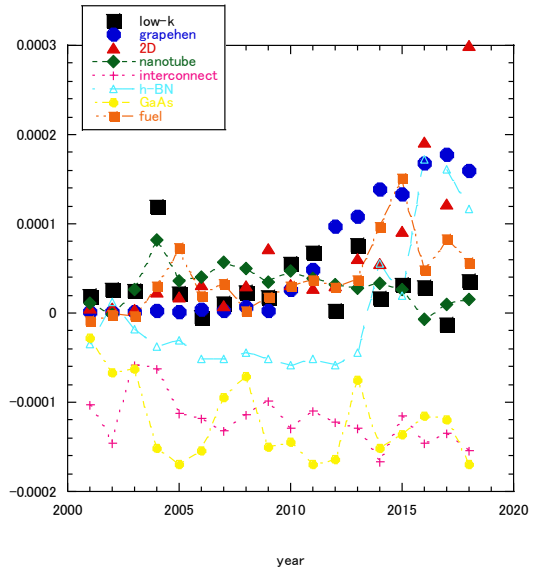 low-k
grapehen
2D
nanotube
interconnect
h-BN
GaAs
fuel
0.0003
0.0002
0.0001
0
-0.0001
-0.0002
2000
2005
2010
2015
2020
year